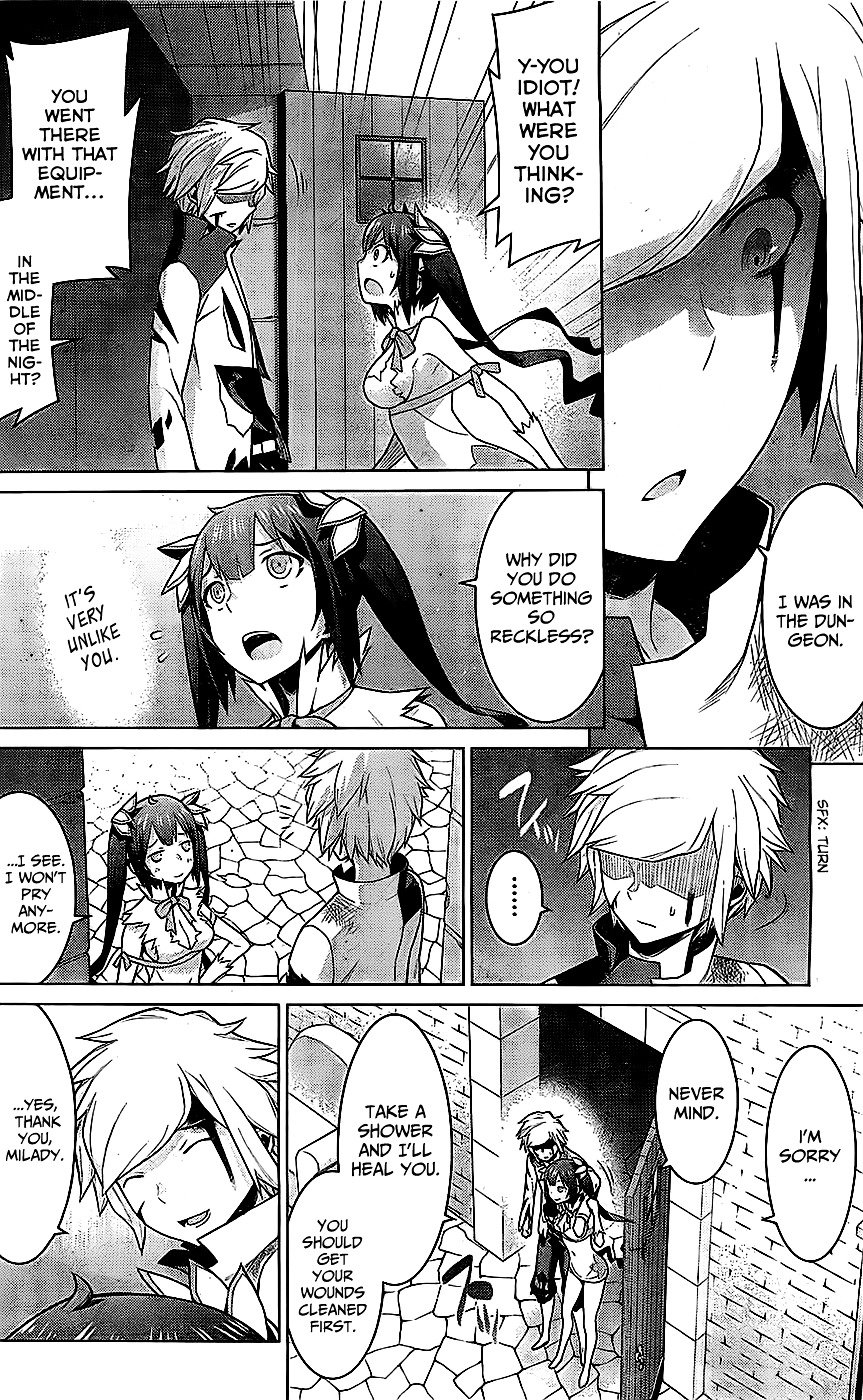 I WAS IN
THE DUN-
GEON.
Y-YOU
IDIOT!
WHAT
WERE
YOU
THINK-
ING?
YOU
WENT
THERE
WITH THAT
EQUIP-
MENT...
IN
THE
MID-
DLE
OF
THE
NIG-
HT?
WHY DID
YOU DO
SOMETHING
SO
RECKLESS?
IT'S
VERY
UNLIKE
YOU.
SFX: TURN
......
...I SEE.
I WON'T
PRY
ANY-
MORE.
I'M
SORRY
...
NEVER
MIND.
TAKE A
SHOWER
AND I'LL
HEAL YOU.
YOU
SHOULD
GET
YOUR
WOUNDS
CLEANED
FIRST.
...YES,
THANK
YOU,
MILADY.